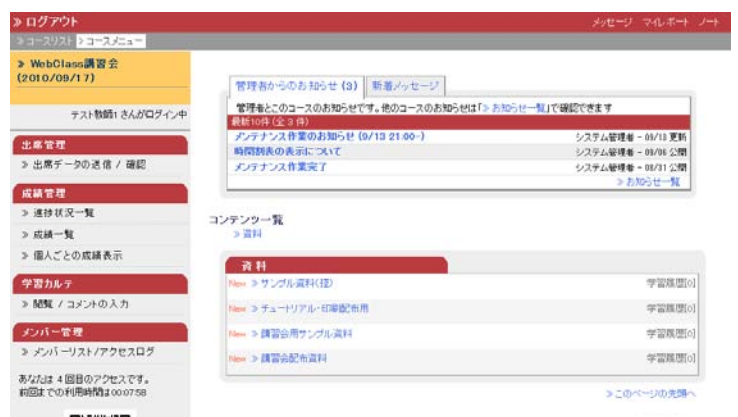 » ログアウト
メッセージ マイレポート ノート
» コースリスト » コースメニュー
» WebClass講習会
(2010/09/17)
テスト教師1 さんがログイン中
出席管理
» 出席データの送信 / 確認
成績管理
» 進捗状況一覧
» 成績一覧
» 個人ごとの成績表示
学習カルテ
» 閲覧 / コメントの入力
メンバー管理
» メンバーリスト/アクセスログ
あなたは 4 回目のアクセスです。
前回までの利用時間は 00:07:58
管理者からのお知らせ (3) 新着メッセージ
管理者とこのコースのお知らせです。他のコースのお知らせは「» お知らせ一覧」で確認できます
最新10件 (全 3 件)
メンテナンス作業のお知らせ (9/13 21:00-) システム管理者 - 09/13 更新
時間割表の表示について システム管理者 - 09/06 公開
メンテナンス作業完了 システム管理者 - 08/31 公開
» お知らせ一覧
コンテンツ一覧
» 資料
資料
New » サンプル資料(控) 学習履歴[0]
New » チュートリアル・印刷配布用 学習履歴[0]
New » 講習会用サンプル資料 学習履歴[0]
New » 講習会配布資料 学習履歴[0]
» このページの先頭へ